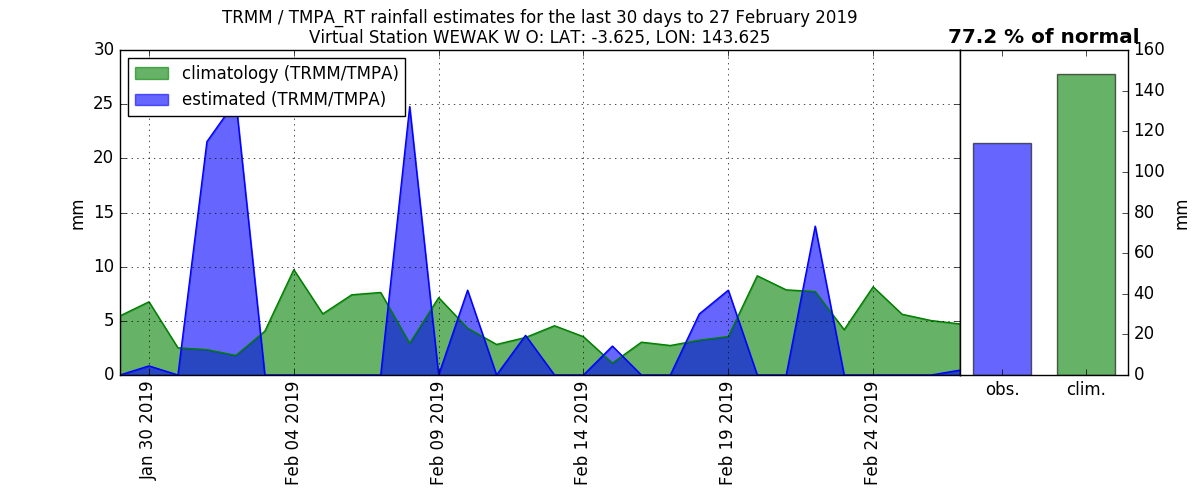 TRMM / TMPA_RT rainfall estimates for the last 30 days to 27 February 2019
Virtual Station WEWAK W O: LAT: -3.625, LON: 143.625
77.2 % of normal
climatology (TRMM/TMPA)
estimated (TRMM/TMPA)
30
25
20
15
10
5
0
mm
Jan 30 2019
Feb 04 2019
Feb 09 2019
Feb 14 2019
Feb 19 2019
Feb 24 2019
160
140
120
100
80
60
40
20
0
mm
obs.
clim.